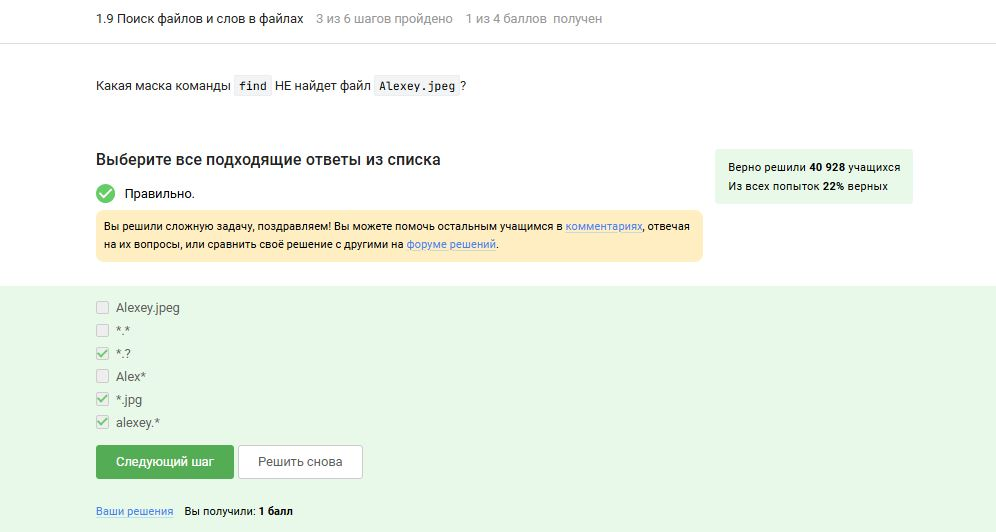 1.9 Поиск файлов и слов в файлах 3 из 6 шагов пройдено 1 из 4 баллов получен
Какая маска команды find НЕ найдет файл Alexey.jpeg?
Выберите все подходящие ответы из списка
Правильно.
Вы решили сложную задачу, поздравляем! Вы можете помочь остальным учащимся в комментариях, отвечая
на их вопросы, или сравнить своё решение с другими на форуме решений.
Верно решили 40 928 учащихся
Из всех попыток 22% верных
Alexey.jpeg
*.*
*.?
Alex*
*.jpg
alexey.*
Следующий шаг Решить снова
Ваши решения Вы получили: 1 балл